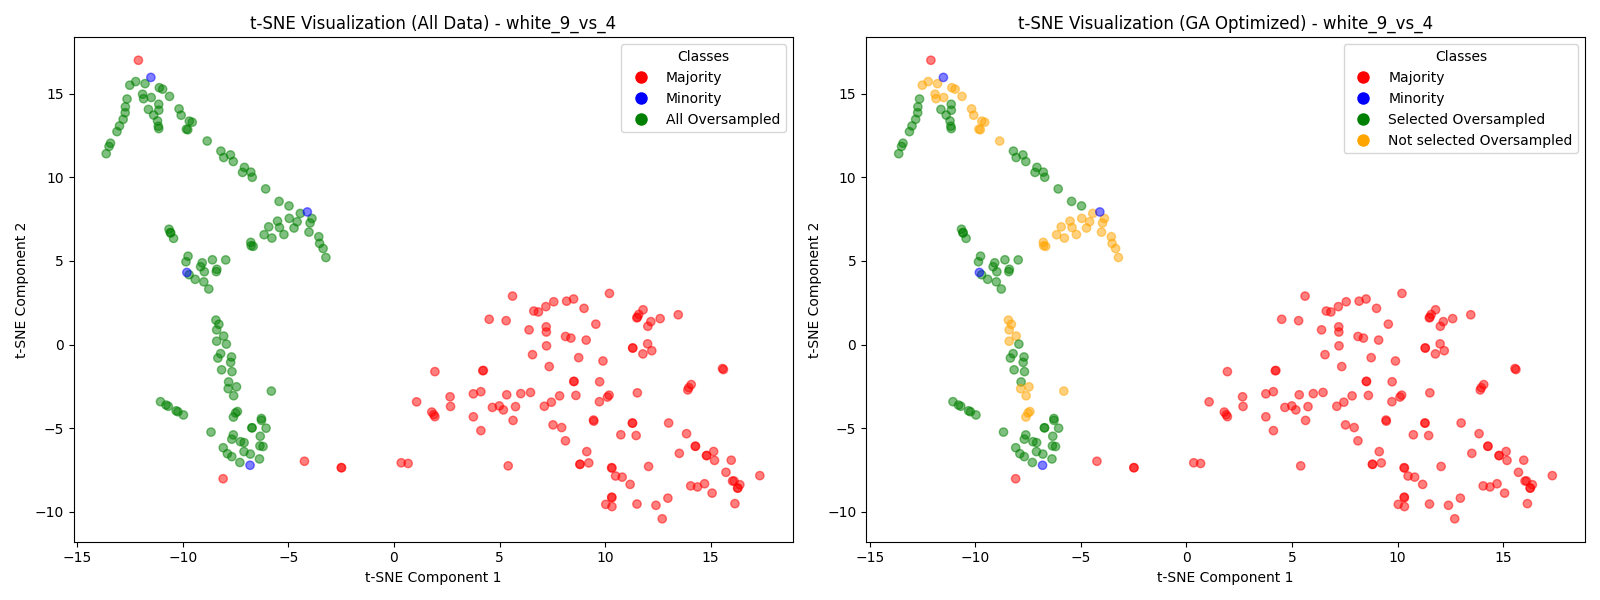 t-SNE Visualization (All Data) - white_9_vs_4
Classes
Majority
Minority
All Oversampled
15
10
5
0
−5
−10
t-SNE Component 2
−15
−10
−5
0
5
10
15
t-SNE Component 1
t-SNE Visualization (GA Optimized) - white_9_vs_4
Classes
Majority
Minority
Selected Oversampled
Not selected Oversampled
15
10
5
0
−5
−10
t-SNE Component 2
−15
−10
−5
0
5
10
15
t-SNE Component 1